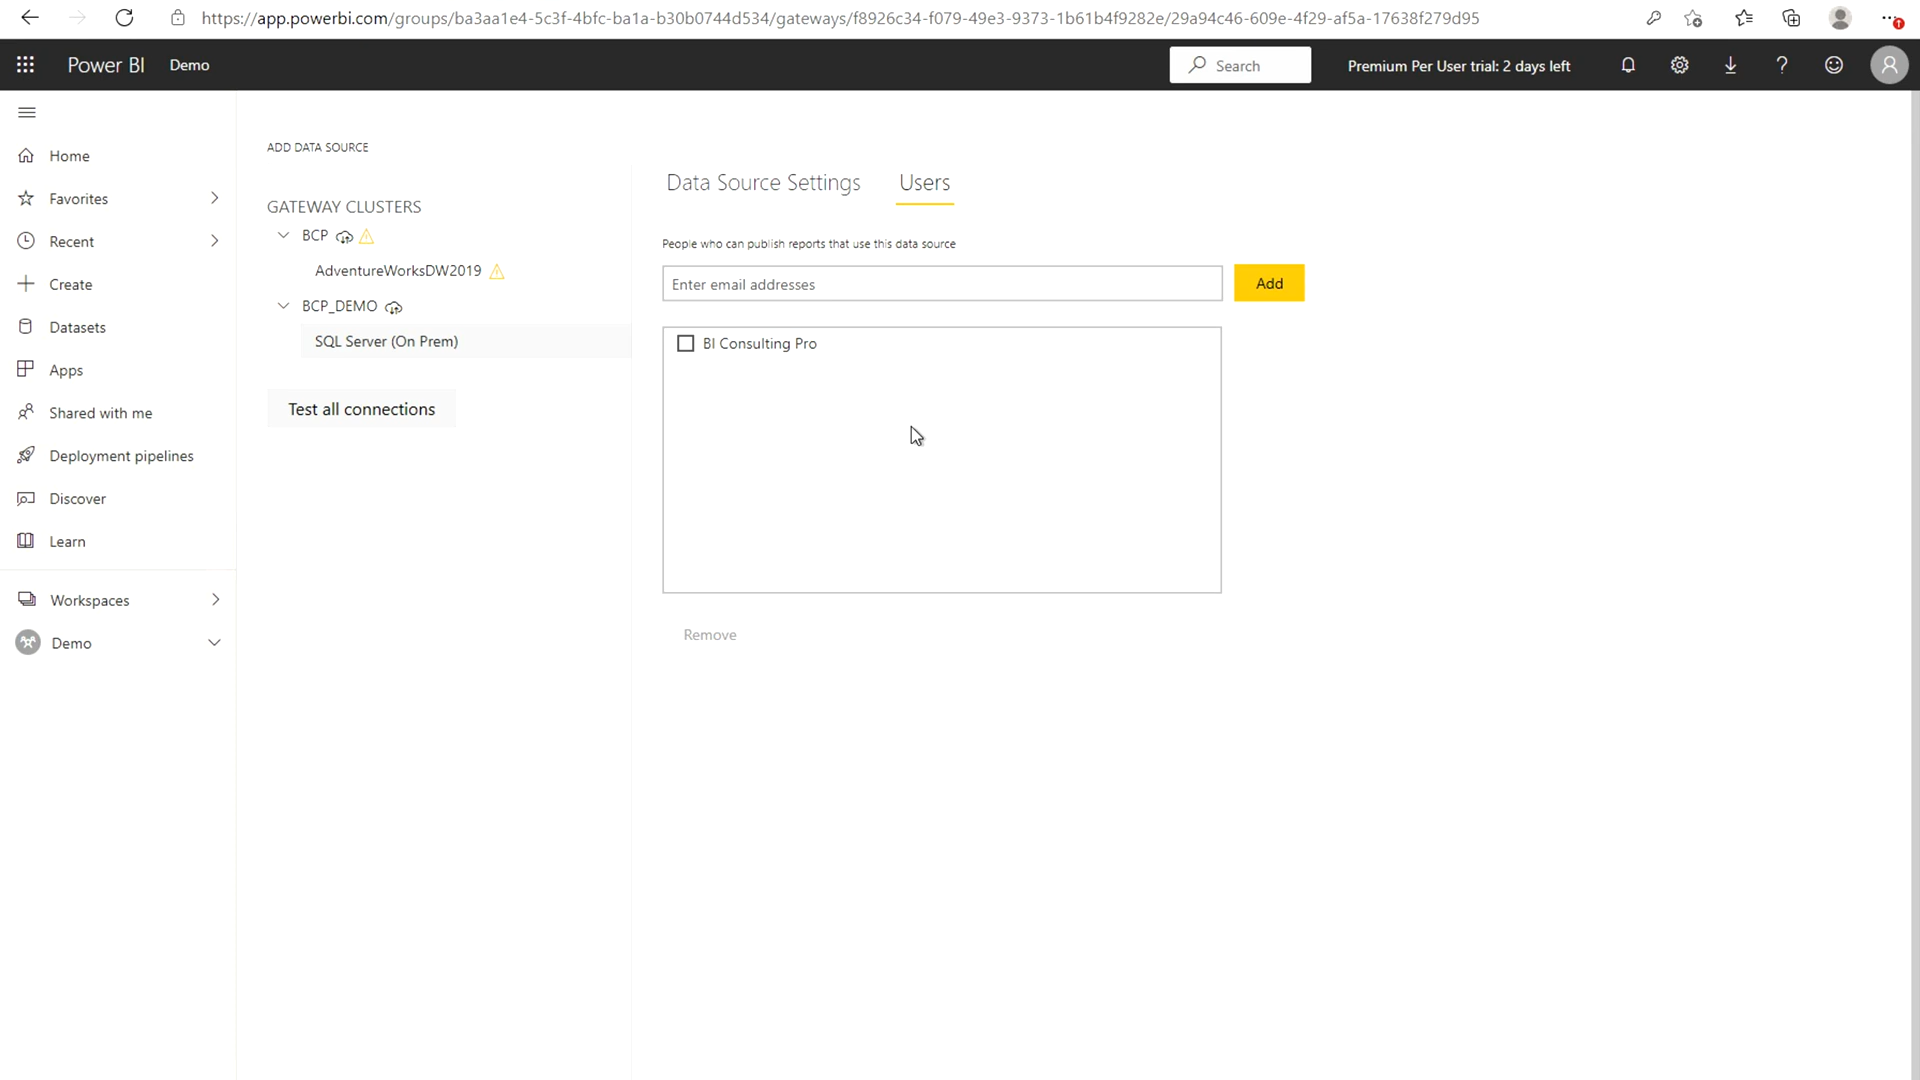 https://app.powerbi.com/groups/ba3aa1e4-5c3f-4bfc-ba1a-b30b0744d534/gateways/f8926c34-f079-49e3-9373-1b61b4f9282e/29a94c46-609e-4f29-af5a-17638f279d95
Power BI Demo Search Premium Per User trial: 2 days left
Home
Favorites
Recent
Create
Datasets
Apps
Shared with me
Deployment pipelines
Discover
Learn
Workspaces
Demo
ADD DATA SOURCE
GATEWAY CLUSTERS
BCP
AdventureWorksDW2019
BCP_DEMO
SQL Server (On Prem)
Test all connections
Data Source Settings Users
People who can publish reports that use this data source
Enter email addresses Add
BI Consulting Pro
Remove